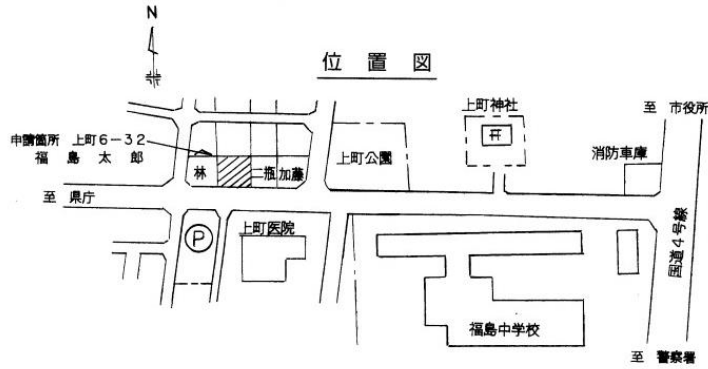 N
位置図
上町神社
至 市役所
申請箇所 上町6-32
福島太郎
林
二瓶
加藤
上町公園
消防車庫
至 県庁
P
上町医院
国道4号線
福島中学校
至 警察署